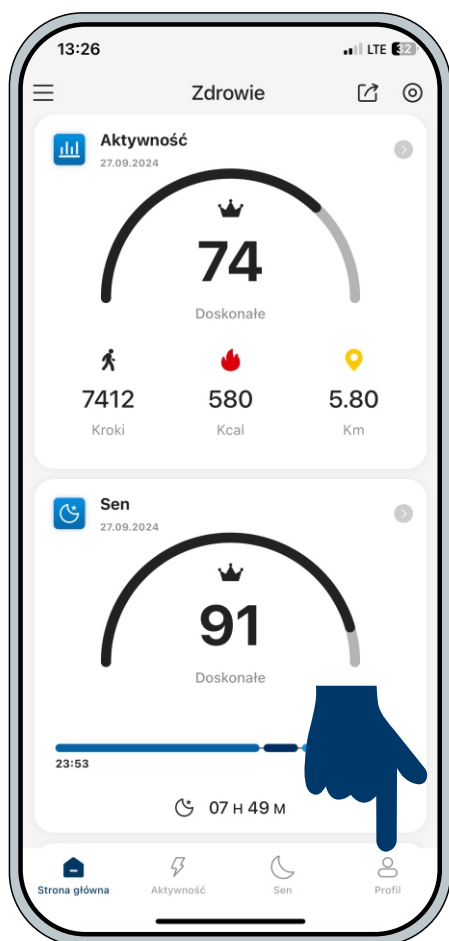 13:26 LTE 32
Zdrowie
Aktywność
27.09.2024
74
Doskonałe
7412 580 5.80
Kroki Kcal Km
Sen
27.09.2024
91
Doskonałe
23:53
07 H 49 M
Strona główna Aktywność Sen Profil